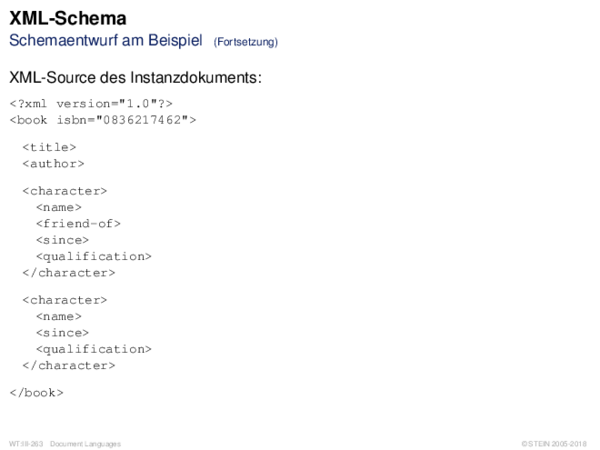 XML-Schema
Schemaentwurf am Beispiel (Fortsetzung)
XML-Source des Instanzdokuments:
<?xml version="1.0"?>
<book isbn="0836217462">
<title>
<author>
<character>
<name>
<friend-of>
<since>
<qualification>
</character>
<character>
<name>
<since>
<qualification>
</character>
</book>
WT:III-263 Document Languages
© STEIN 2005-2018